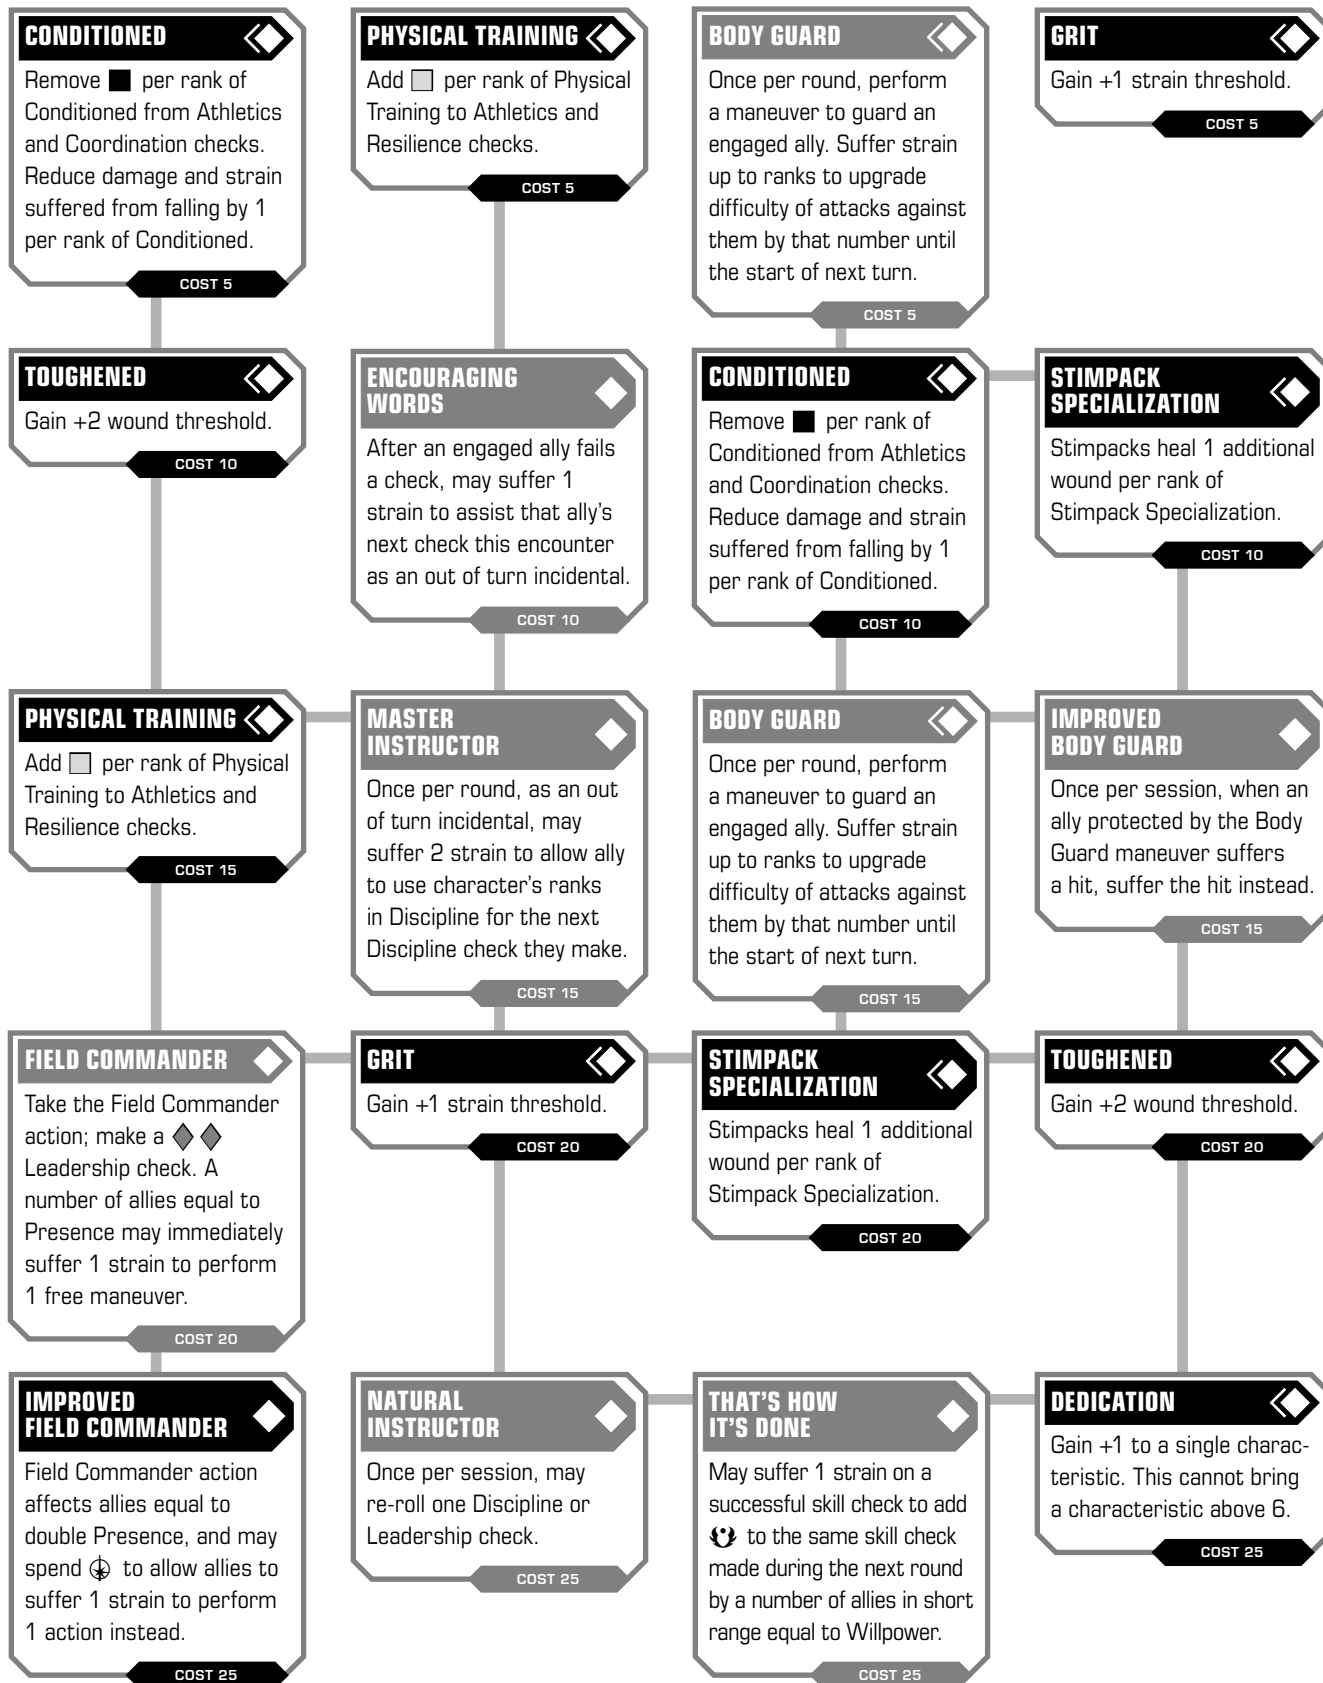 CONDITIONED
Remove per rank of
Conditioned from Athletics
and Coordination checks.
Reduce damage and strain
suffered from falling by 1
per rank of Conditioned.
COST 5
PHYSICAL TRAINING
Add per rank of Physical
Training to Athletics and
Resilience checks.
COST 5
BODY GUARD
Once per round, perform
a maneuver to guard an
engaged ally. Suffer strain
up to ranks to upgrade
difficulty of attacks against
them by that number until
the start of next turn.
COST 5
GRIT
Gain +1 strain threshold.
COST 5
TOUGHENED
Gain +2 wound threshold.
COST 10
ENCOURAGING
WORDS
After an engaged ally fails
a check, may suffer 1
strain to assist that ally's
next check this encounter
as an out of turn incidental.
COST 10
CONDITIONED
Remove per rank of
Conditioned from Athletics
and Coordination checks.
Reduce damage and strain
suffered from falling by 1
per rank of Conditioned.
COST 10
STIMPACK
SPECIALIZATION
Stimpacks heal 1 additional
wound per rank of
Stimpack Specialization.
COST 10
PHYSICAL TRAINING
Add per rank of Physical
Training to Athletics and
Resilience checks.
COST 15
MASTER
INSTRUCTOR
Once per round, as an out
of turn incidental, may
suffer 2 strain to allow ally
to use character's ranks
in Discipline for the next
Discipline check they make.
COST 15
BODY GUARD
Once per round, perform
a maneuver to guard an
engaged ally. Suffer strain
up to ranks to upgrade
difficulty of attacks against
them by that number until
the start of next turn.
COST 15
IMPROVED
BODY GUARD
Once per session, when an
ally protected by the Body
Guard maneuver suffers
a hit, suffer the hit instead.
COST 15
FIELD COMMANDER
Take the Field Commander
action; make a
Leadership check. A
number of allies equal to
Presence may immediately
suffer 1 strain to perform
1 free maneuver.
COST 20
GRIT
Gain +1 strain threshold.
COST 20
STIMPACK
SPECIALIZATION
Stimpacks heal 1 additional
wound per rank of
Stimpack Specialization.
COST 20
TOUGHENED
Gain +2 wound threshold.
COST 20
IMPROVED
FIELD COMMANDER
Field Commander action
affects allies equal to
double Presence, and may
spend to allow allies to
suffer 1 strain to perform
1 action instead.
COST 25
NATURAL
INSTRUCTOR
Once per session, may
re-roll one Discipline or
Leadership check.
COST 25
THAT'S HOW
IT'S DONE
May suffer 1 strain on a
successful skill check to add
to the same skill check
made during the next round
by a number of allies in short
range equal to Willpower.
COST 25
DEDICATION
Gain +1 to a single charac-
teristic. This cannot bring
a characteristic above 6.
COST 25